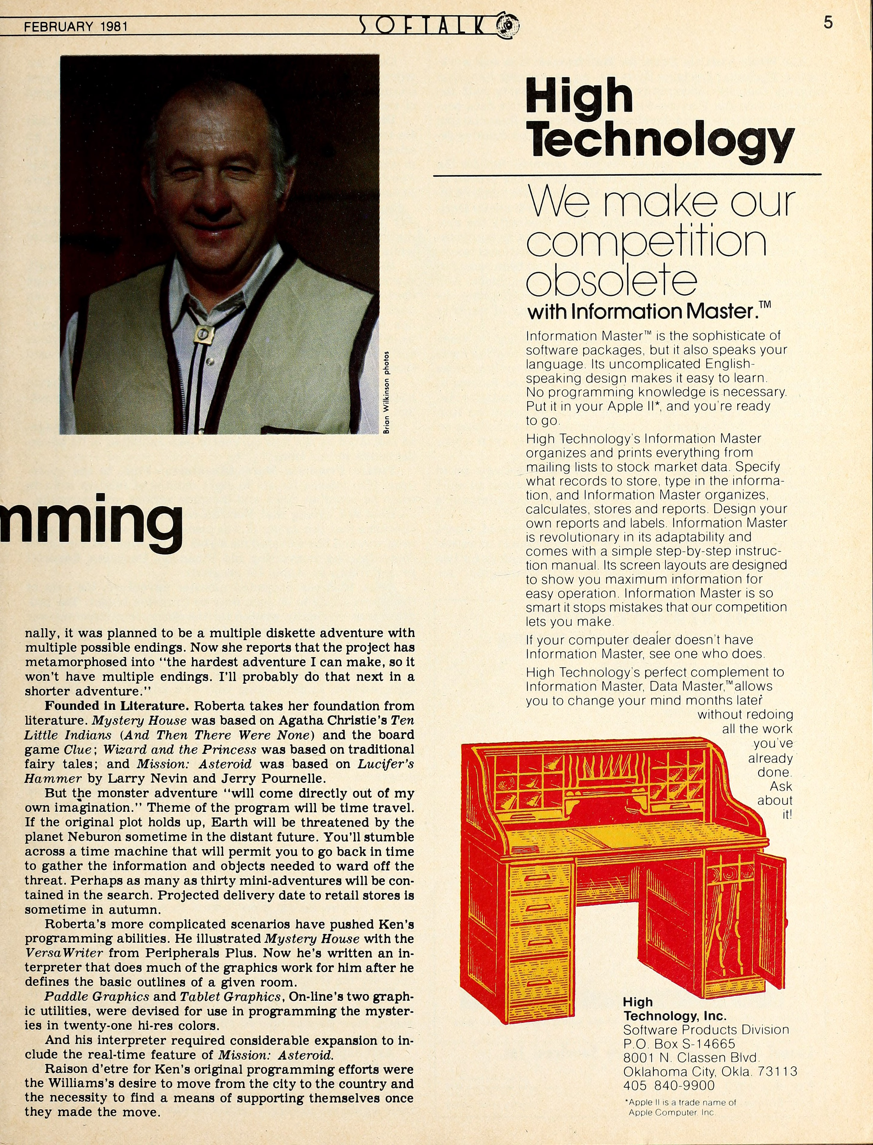 FEBRUARY 1981
SOFTALK
5
Brian Wilkinson photos
mming
nally, it was planned to be a multiple diskette adventure with
multiple possible endings. Now she reports that the project has
metamorphosed into "the hardest adventure I can make, so it
won't have multiple endings. I'll probably do that next in a
shorter adventure."
Founded in Literature. Roberta takes her foundation from
literature. Mystery House was based on Agatha Christie's Ten
Little Indians (And Then There Were None) and the board
game Clue; Wizard and the Princess was based on traditional
fairy tales; and Mission: Asteroid was based on Lucifer's
Hammer by Larry Nevin and Jerry Pournelle.
But the monster adventure "will come directly out of my
own imagination." Theme of the program will be time travel.
If the original plot holds up, Earth will be threatened by the
planet Neburon sometime in the distant future. You'll stumble
across a time machine that will permit you to go back in time
to gather the information and objects needed to ward off the
threat. Perhaps as many as thirty mini-adventures will be con-
tained in the search. Projected delivery date to retail stores is
sometime in autumn.
Roberta's more complicated scenarios have pushed Ken's
programming abilities. He illustrated Mystery House with the
VersaWriter from Peripherals Plus. Now he's written an in-
terpreter that does much of the graphics work for him after he
defines the basic outlines of a given room.
Paddle Graphics and Tablet Graphics, On-line's two graph-
ic utilities, were devised for use in programming the myster-
ies in twenty-one hi-res colors.
And his interpreter required considerable expansion to in-
clude the real-time feature of Mission: Asteroid.
Raison d'etre for Ken's original programming efforts were
the Williams's desire to move from the city to the country and
the necessity to find a means of supporting themselves once
they made the move.
High
Technology
We make our
competition
obsolete
with Information Master.™
Information Master™ is the sophisticate of
software packages, but it also speaks your
language. Its uncomplicated English-
speaking design makes it easy to learn.
No programming knowledge is necessary.
Put it in your Apple II*, and you're ready
to go.
High Technology's Information Master
organizes and prints everything from
mailing lists to stock market data. Specify
what records to store, type in the informa-
tion, and Information Master organizes,
calculates, stores and reports. Design your
own reports and labels. Information Master
is revolutionary in its adaptability and
comes with a simple step-by-step instruc-
tion manual. Its screen layouts are designed
to show you maximum information for
easy operation. Information Master is so
smart it stops mistakes that our competition
lets you make.
If your computer dealer doesn't have
Information Master, see one who does.
High Technology's perfect complement to
Information Master, Data Master,™ allows
you to change your mind months later
without redoing
all the work
you've
already
done.
Ask
about
it!
High
Technology, Inc.
Software Products Division
P.O. Box S-14665
8001 N. Classen Blvd.
Oklahoma City, Okla. 73113
405 840-9900
*Apple II is a trade name of
Apple Computer, Inc.